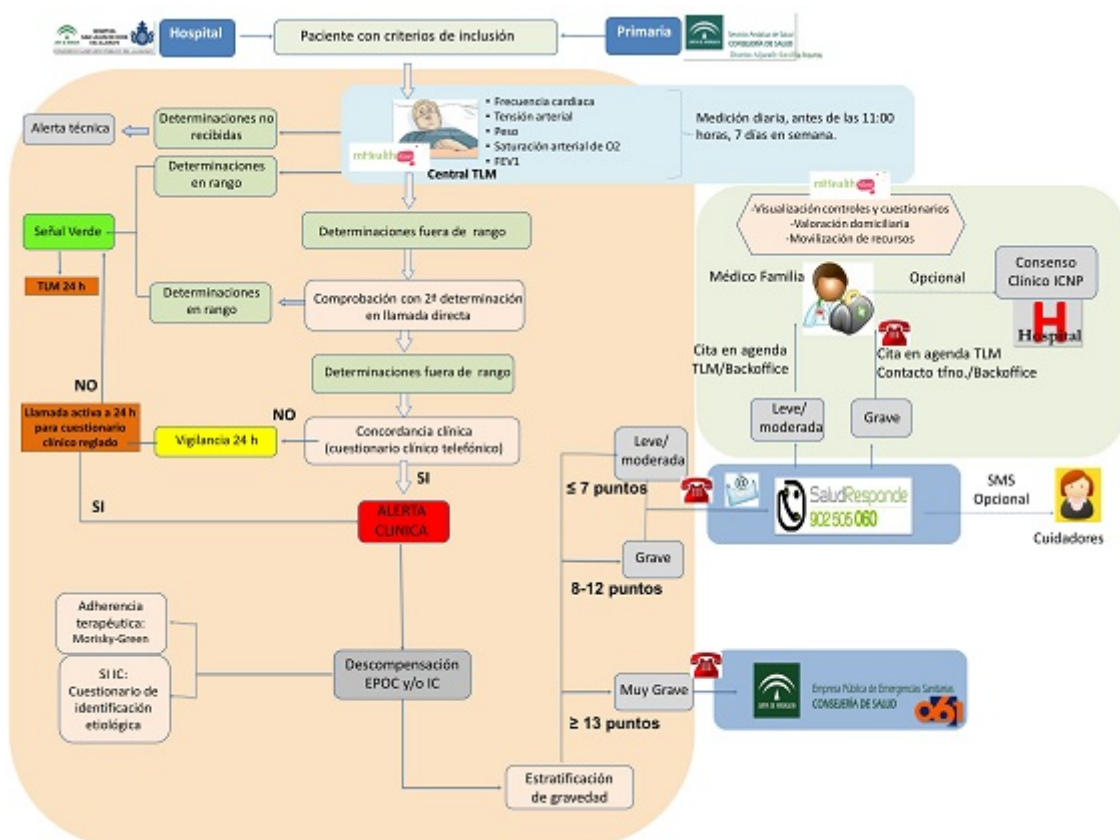 Hospital
Paciente con criterios de inclusión
Primaria
Servicio Andaluz de Salud
CONSEJERÍA DE SALUD
Alerta técnica
Determinaciones no
recibidas
Determinaciones
en rango
▪ Frecuencia cardiaca
▪ Tensión arterial
▪ Peso
▪ Saturación arterial de O2
▪ FEV1
mHealth
Central TLM
Medición diaria, antes de las 11:00
horas, 7 días en semana.
Señal Verde
TLM 24 h
Determinaciones fuera de rango
Determinaciones
en rango
Comprobación con 2ª determinación
en llamada directa
Determinaciones fuera de rango
NO
Llamada activa a 24 h
para cuestionario
clínico reglado
Vigilancia 24 h
NO
Concordancia clínica
(cuestionario clínico telefónico)
SI
SI
ALERTA
CLINICA
mHealth
-Visualización controles y cuestionarios
-Valoración domiciliaria
-Movilización de recursos
Médico Familia
Opcional
Consenso
Clínico ICNP
H
Hospital
Cita en agenda
TLM/Backoffice
Cita en agenda TLM
Contacto tfno./Backoffice
Leve/
moderada
Grave
Leve/
moderada
≤ 7 puntos
SaludResponde
902 505 060
SMS
Opcional
Cuidadores
Grave
8-12 puntos
Adherencia
terapéutica:
Morisky-Green
SI IC:
Cuestionario de
identificación
etiológica
Descompensación
EPOC y/o IC
Muy Grave
≥ 13 puntos
JUNTA DE ANDALUCIA
Empresa Pública de Emergencias Sanitarias
CONSEJERÍA DE SALUD
061
Estratificación
de gravedad